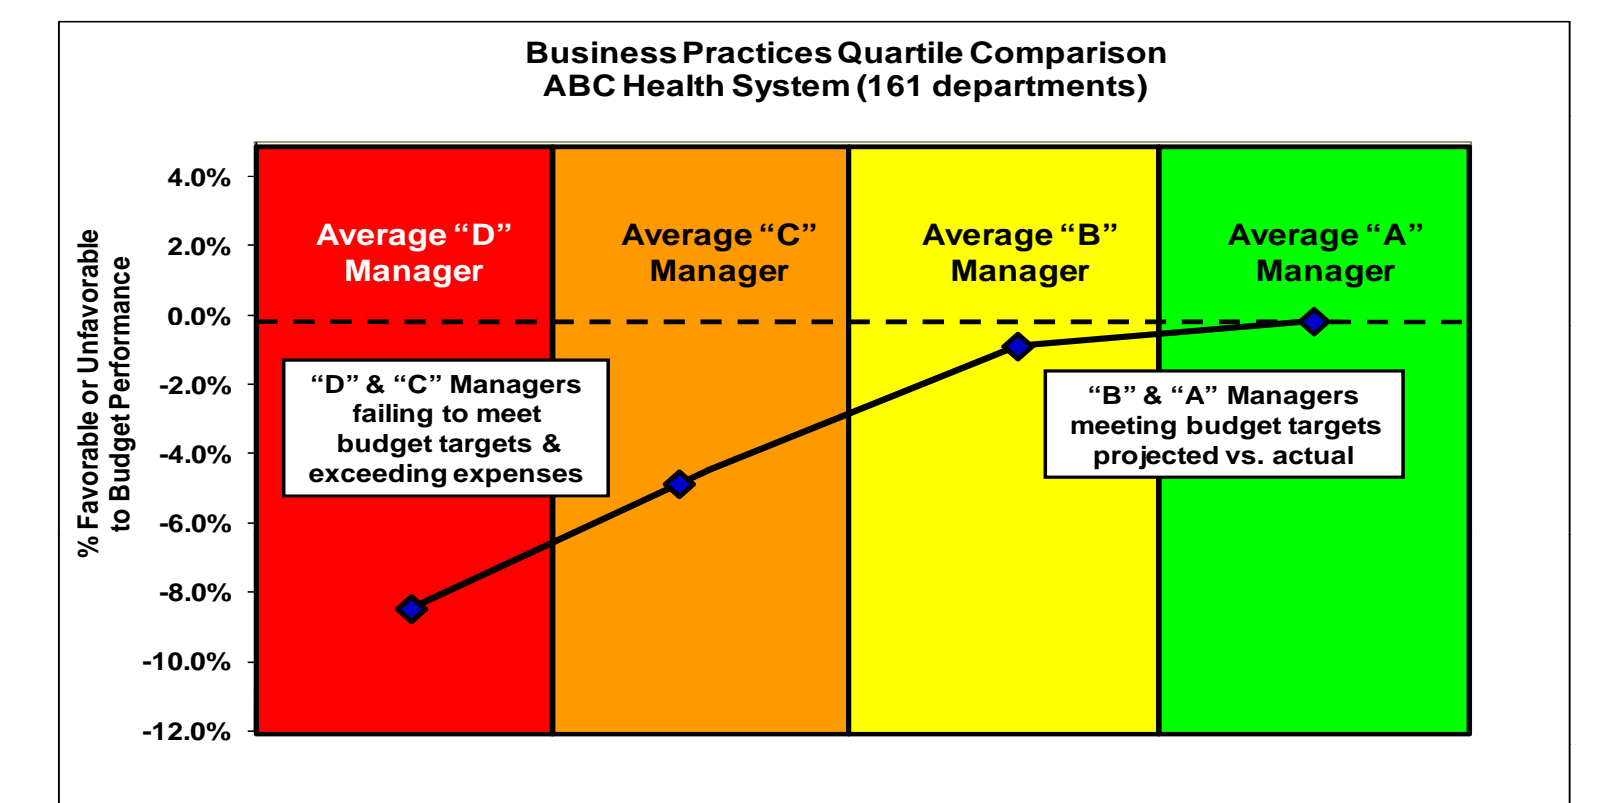 Business Practices Quartile Comparison
ABC Health System (161 departments)
4.0%
2.0%
0.0%
-2.0%
-4.0%
-6.0%
-8.0%
-10.0%
-12.0%
% Favorable or Unfavorable
to Budget Performance
Average “D”
Manager
Average “C”
Manager
Average “B”
Manager
Average “A”
Manager
“D” & “C” Managers
failing to meet
budget targets &
exceeding expenses
“B” & “A” Managers
meeting budget targets
projected vs. actual